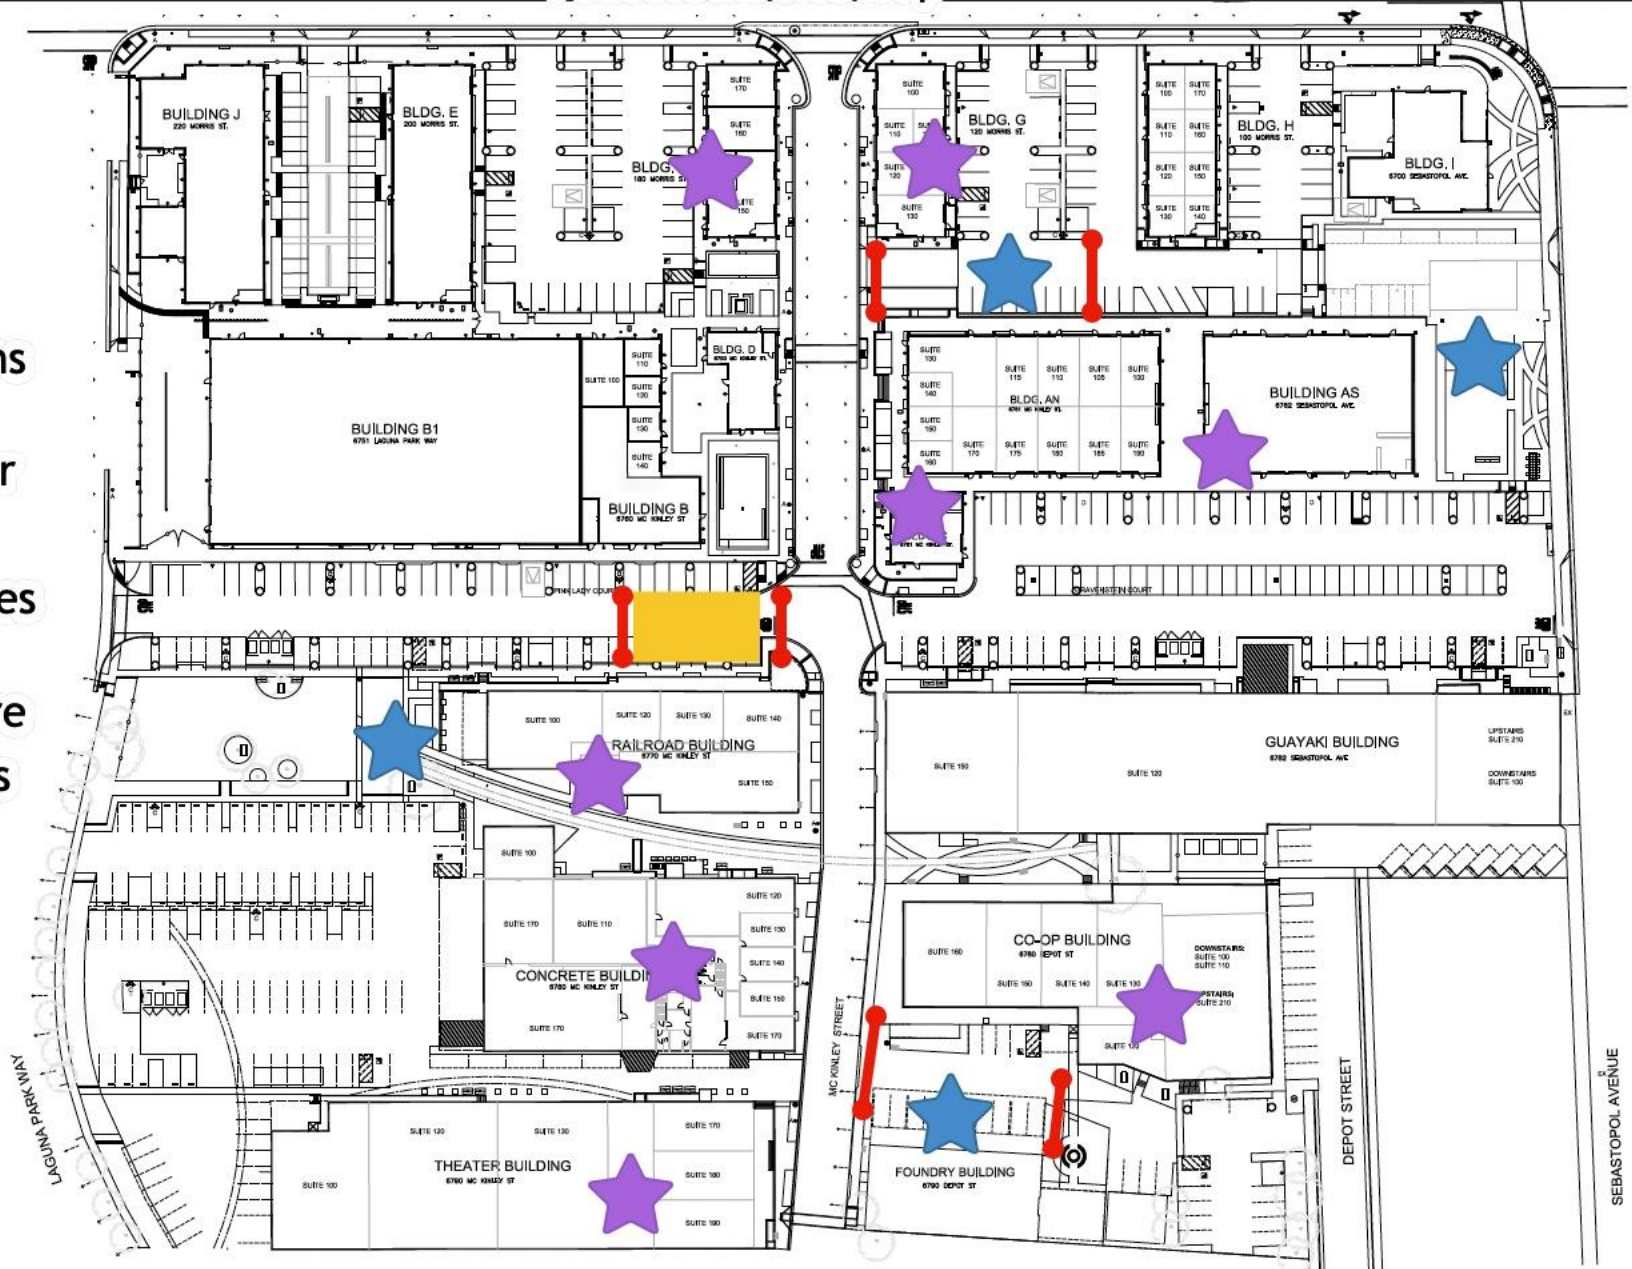 BUILDING J
220 MORRIS ST.
BLDG. E
200 MORRIS ST.
SUITE
170
SUITE
160
BLDG.
180 MORRIS
150
SUITE
100
110
SUITE
120
SUITE
130
BLDG. G
120 MORRIS ST.
SUITE
100
SUITE
170
SUITE
110
SUITE
160
SUITE
120
SUITE
150
SUITE
130
SUITE
140
BLDG. H
100 MORRIS ST.
BLDG. I
6700 SEBASTOPOL AVE.
ns
r
es
re
s
BUILDING B1
6751 LAGUNA PARK WAY
SUITE 100
SUITE
110
SUITE
120
SUITE
130
SUITE
140
BUILDING B
6760 MC KINLEY ST
BLDG. D
SUITE
130
SUITE
140
SUITE
150
SUITE
160
SUITE
115
SUITE
110
SUITE
105
SUITE
100
BLDG. AN
6761 MC KINLEY ST.
SUITE
170
SUITE
175
SUITE
180
SUITE
185
SUITE
190
BUILDING AS
6762 SEBASTOPOL AVE.
STOP
PINK LADY COURT
GRAVENSTEIN COURT
SUITE 100
SUITE 120
SUITE 130
SUITE 140
RAILROAD BUILDING
6770 MC KINLEY ST
SUITE 150
GUAYAKI BUILDING
6782 SEBASTOPOL AVE
SUITE 190
SUITE 120
UPSTAIRS
SUITE 210
DOWNSTAIRS
SUITE 100
EX
SUITE 100
SUITE 170
SUITE 110
SUITE 120
SUITE 130
SUITE 140
SUITE 150
SUITE 170
CONCRETE BUILDIN
6780 MC KINLEY ST
SUITE 170
CO-OP BUILDING
6780 DEPOT ST
SUITE 160
SUITE 150
SUITE 140
SUITE 130
DOWNSTAIRS:
SUITE 100
SUITE 110
PSTAIRS:
SUITE 210
MC KINLEY STREET
LAGUNA PARK WAY
SUITE 120
SUITE 130
SUITE 170
THEATER BUILDING
6790 MC KINLEY ST
SUITE 100
SUITE 180
SUITE 190
FOUNDRY BUILDING
6790 DEPOT ST
DEPOT STREET
SEBASTOPOL AVENUE